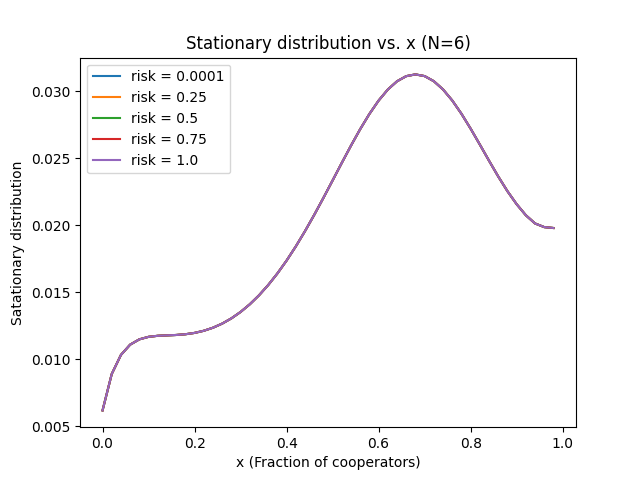 Stationary distribution vs. x (N=6)
risk = 0.0001
risk = 0.25
risk = 0.5
risk = 0.75
risk = 1.0
0.030
0.025
0.020
0.015
0.010
0.005
Satationary distribution
0.0 0.2 0.4 0.6 0.8 1.0
x (Fraction of cooperators)